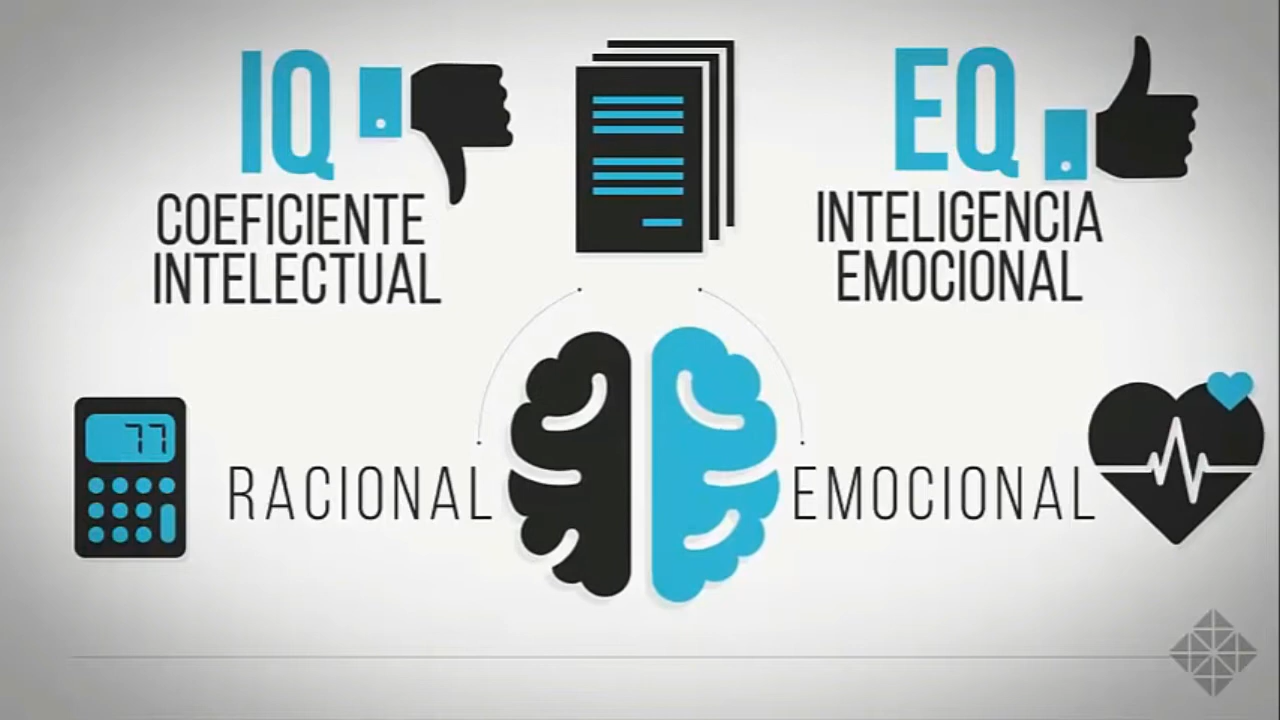 IQ
COEFICIENTE
INTELECTUAL
EQ
INTELIGENCIA
EMOCIONAL
77
RACIONAL
EMOCIONAL